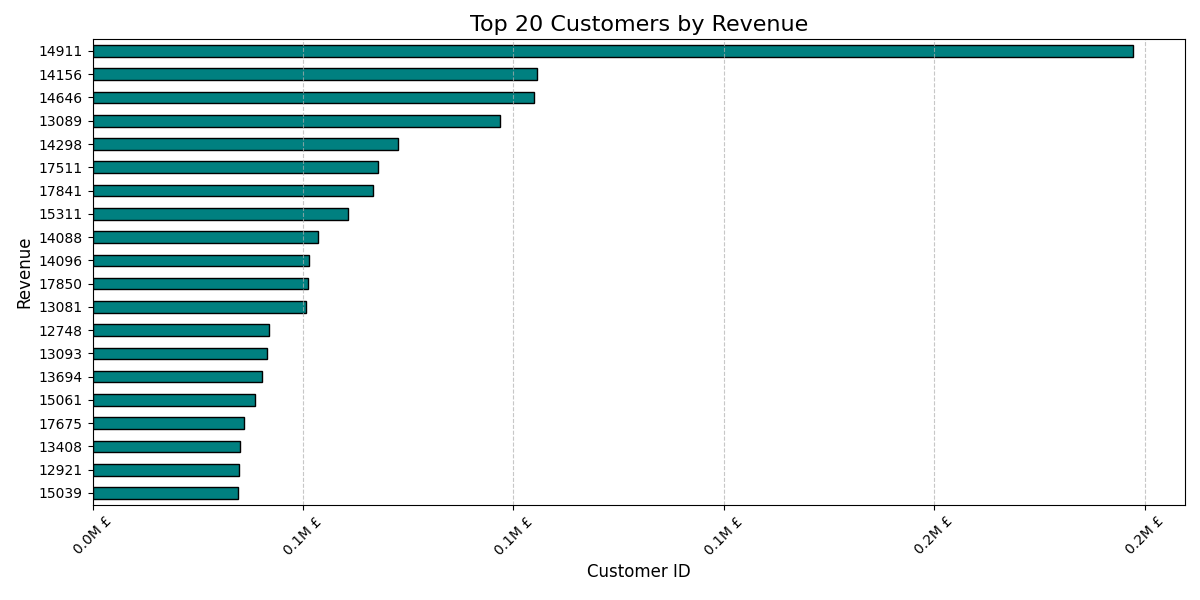 Top 20 Customers by Revenue
14911
14156
14646
13089
14298
17511
17841
15311
14088
14096
17850
13081
12748
13093
13694
15061
17675
13408
12921
15039
Revenue
0.0M £
0.1M £
0.1M £
0.1M £
0.2M £
0.2M £
Customer ID